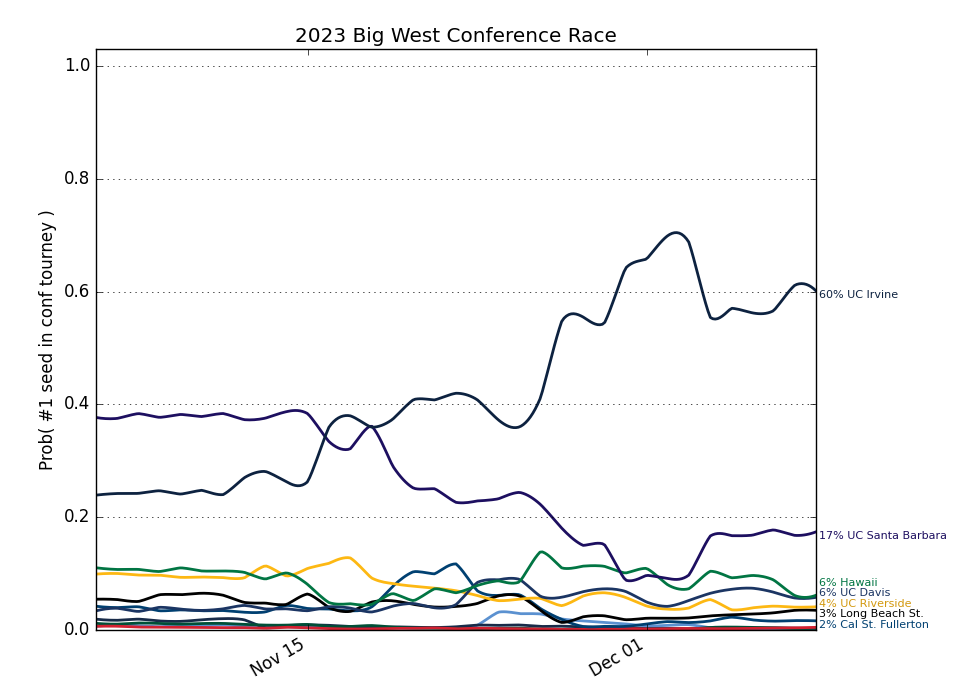 2023 Big West Conference Race
Prob( #1 seed in conf tourney )
1.0
0.8
0.6
0.4
0.2
0.0
Nov 15
Dec 01
60% UC Irvine
17% UC Santa Barbara
6% Hawaii
6% UC Davis
4% UC Riverside
3% Long Beach St.
2% Cal St. Fullerton